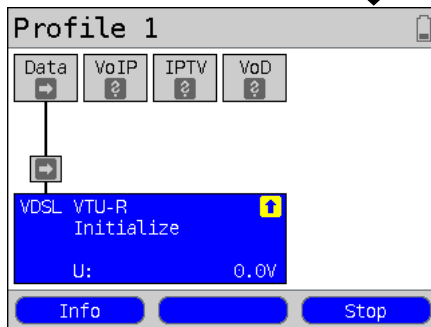 Profile 1
Data VoIP IPTV VoD
? ? ?
VDSL VTU-R
Initialize
U: 0.0V
Info Stop